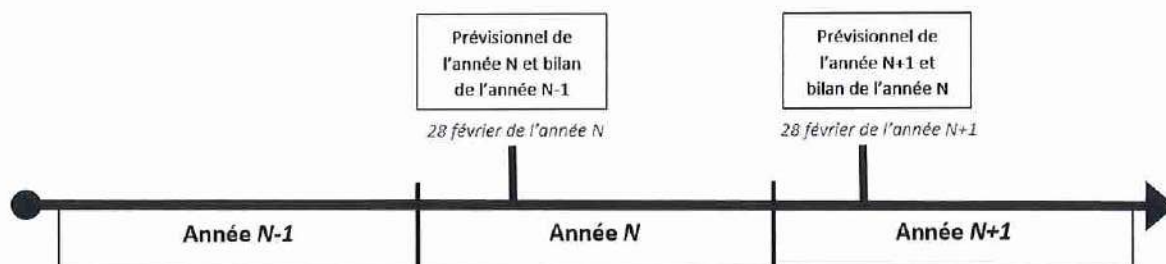 Prévisionnel de
l'année N et bilan
de l'année N-1
28 février de l'année N
Prévisionnel de
l'année N+1 et
bilan de l'année N
28 février de l'année N+1
Année N-1
Année N
Année N+1